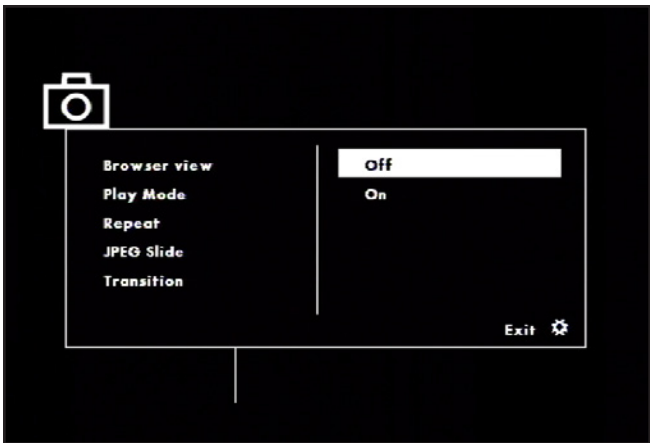 Browser view
Play Mode
Repeat
JPEG Slide
Transition
Off
On
Exit